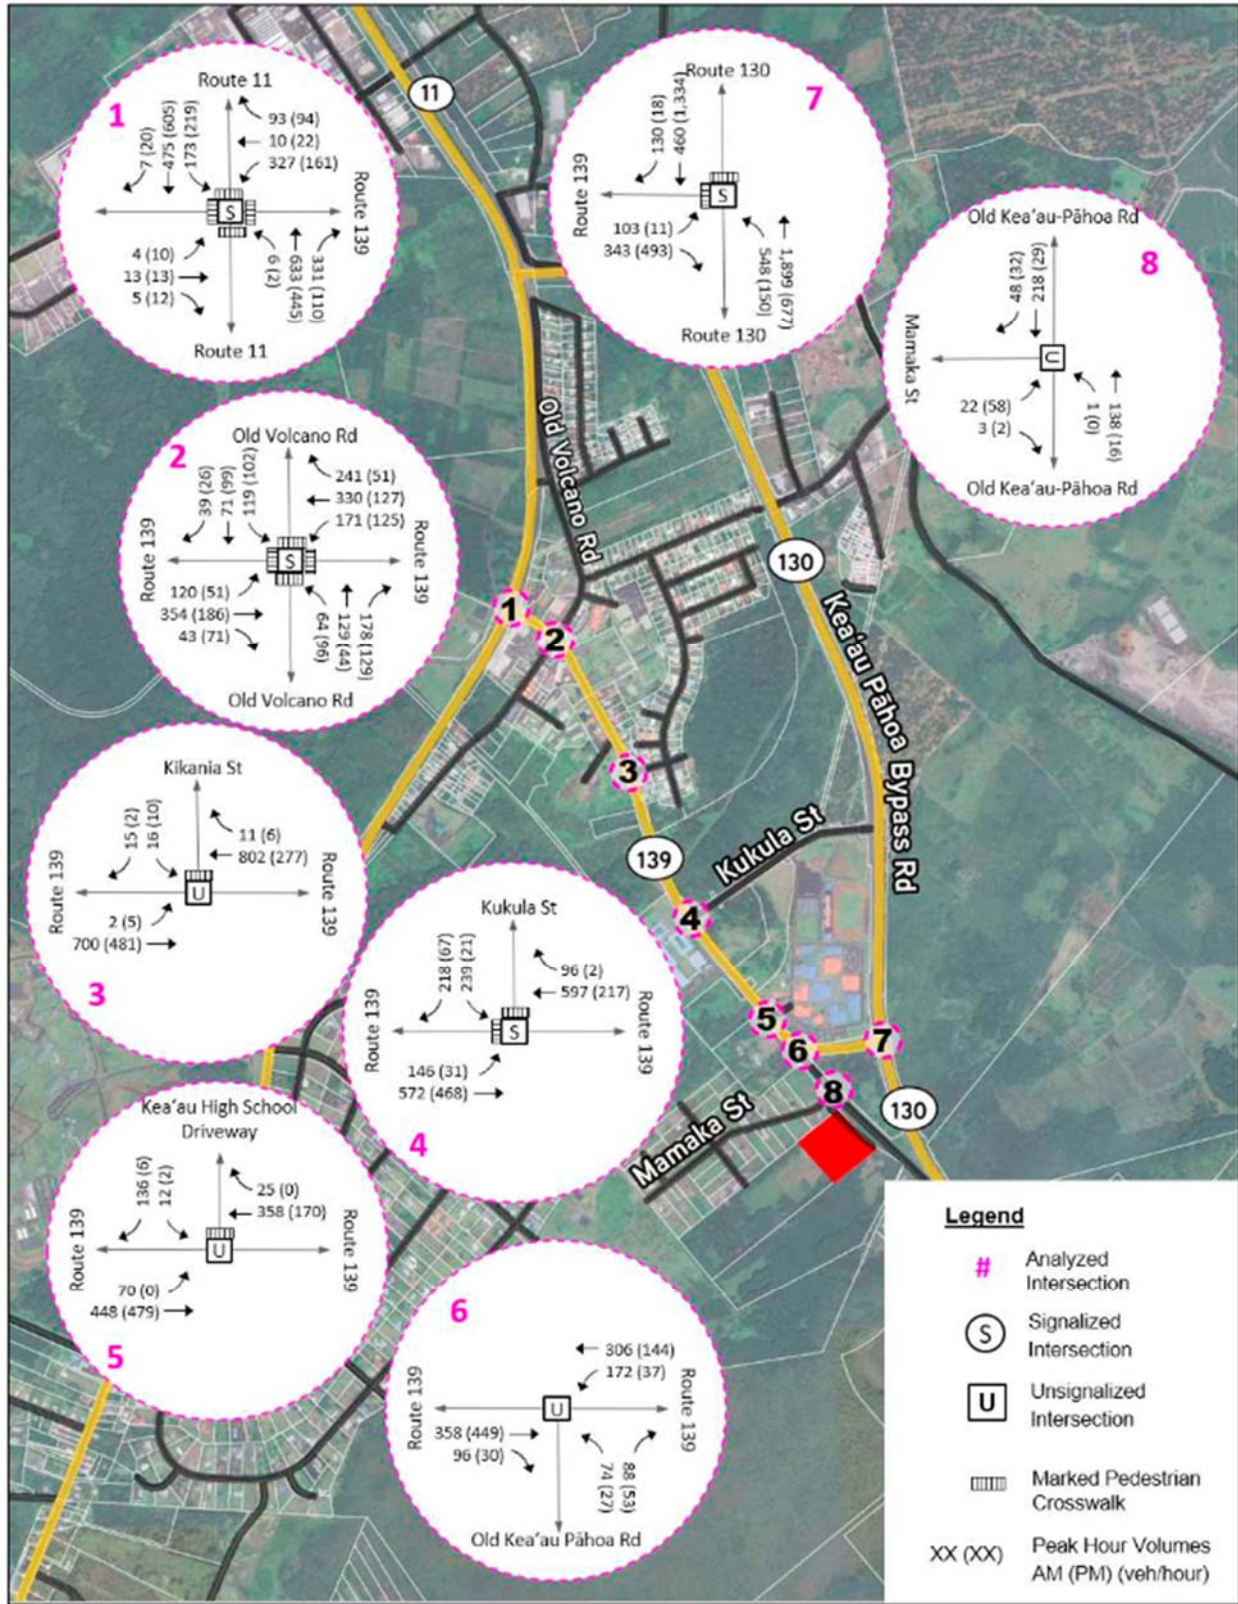 1
Route 11
7 (20)
475 (605)
173 (219)
93 (94)
10 (22)
327 (161)
Route 139
S
4 (10)
13 (13)
5 (12)
6 (2)
633 (445)
331 (110)
Route 11
11
7
Route 130
130 (18)
460 (1,334)
Route 139
S
103 (11)
343 (493)
548 (150)
1,899 (677)
Route 130
8
Old Kea‘au-Pāhoa Rd
48 (32)
218 (29)
Mamaka St
U
22 (58)
3 (2)
1 (0)
138 (16)
Old Kea‘au-Pāhoa Rd
2
Old Volcano Rd
39 (26)
71 (99)
119 (102)
241 (51)
330 (127)
171 (125)
Route 139
S
Route 139
120 (51)
354 (186)
43 (71)
64 (96)
129 (44)
178 (129)
Old Volcano Rd
Old Volcano Rd
130
Kea‘au Pāhoa Bypass Rd
1
2
3
139
Kukula St
4
5
6
7
8
130
Mamaka St
Kikania St
15 (2)
16 (10)
11 (6)
802 (277)
Route 139
U
Route 139
2 (5)
700 (481)
3
Kukula St
218 (67)
239 (21)
96 (2)
597 (217)
Route 139
S
Route 139
146 (31)
572 (468)
4
Kea‘au High School
Driveway
136 (6)
12 (2)
25 (0)
358 (170)
Route 139
U
Route 139
70 (0)
448 (479)
5
6
306 (144)
172 (37)
Route 139
U
Route 139
358 (449)
96 (30)
74 (27)
88 (53)
Old Kea‘au Pāhoa Rd
Legend
# Analyzed
Intersection
S Signalized
Intersection
U Unsignalized
Intersection
Marked Pedestrian
Crosswalk
XX (XX) Peak Hour Volumes
AM (PM) (veh/hour)